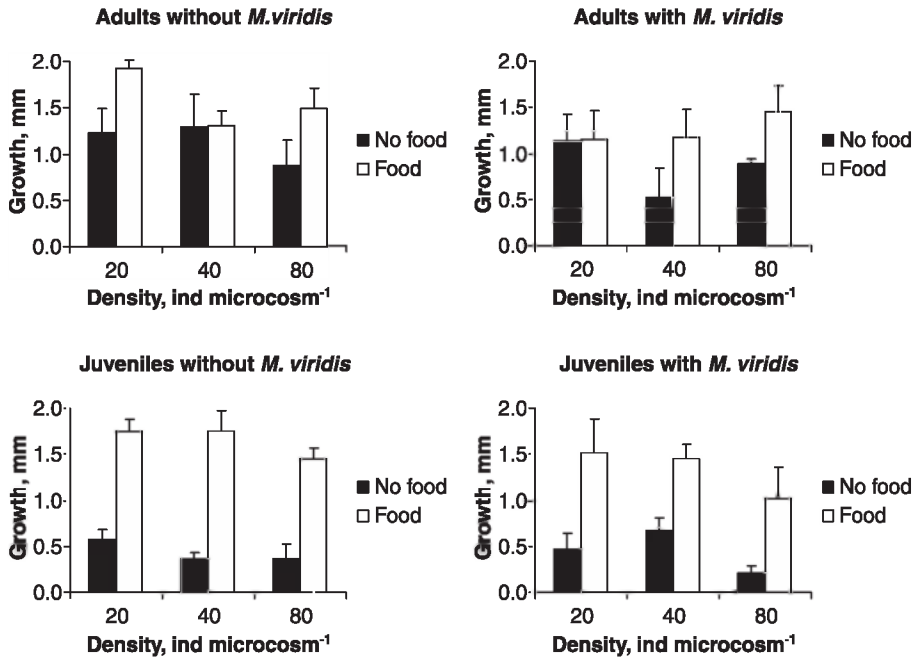 Adults without M.viridis
2.0
1.5
1.0
0.5
0.0
Growth, mm
20 40 80
Density, ind microcosm-1
No food
Food
Adults with M. viridis
2.0
1.5
1.0
0.5
0.0
Growth, mm
20 40 80
Density, ind microcosm-1
No food
Food
Juveniles without M. viridis
2.0
1.5
1.0
0.5
0.0
Growth, mm
20 40 80
Density, ind microcosm-1
No food
Food
Juveniles with M. viridis
2.0
1.5
1.0
0.5
0.0
Growth, mm
20 40 80
Density, ind microcosm-1
No food
Food